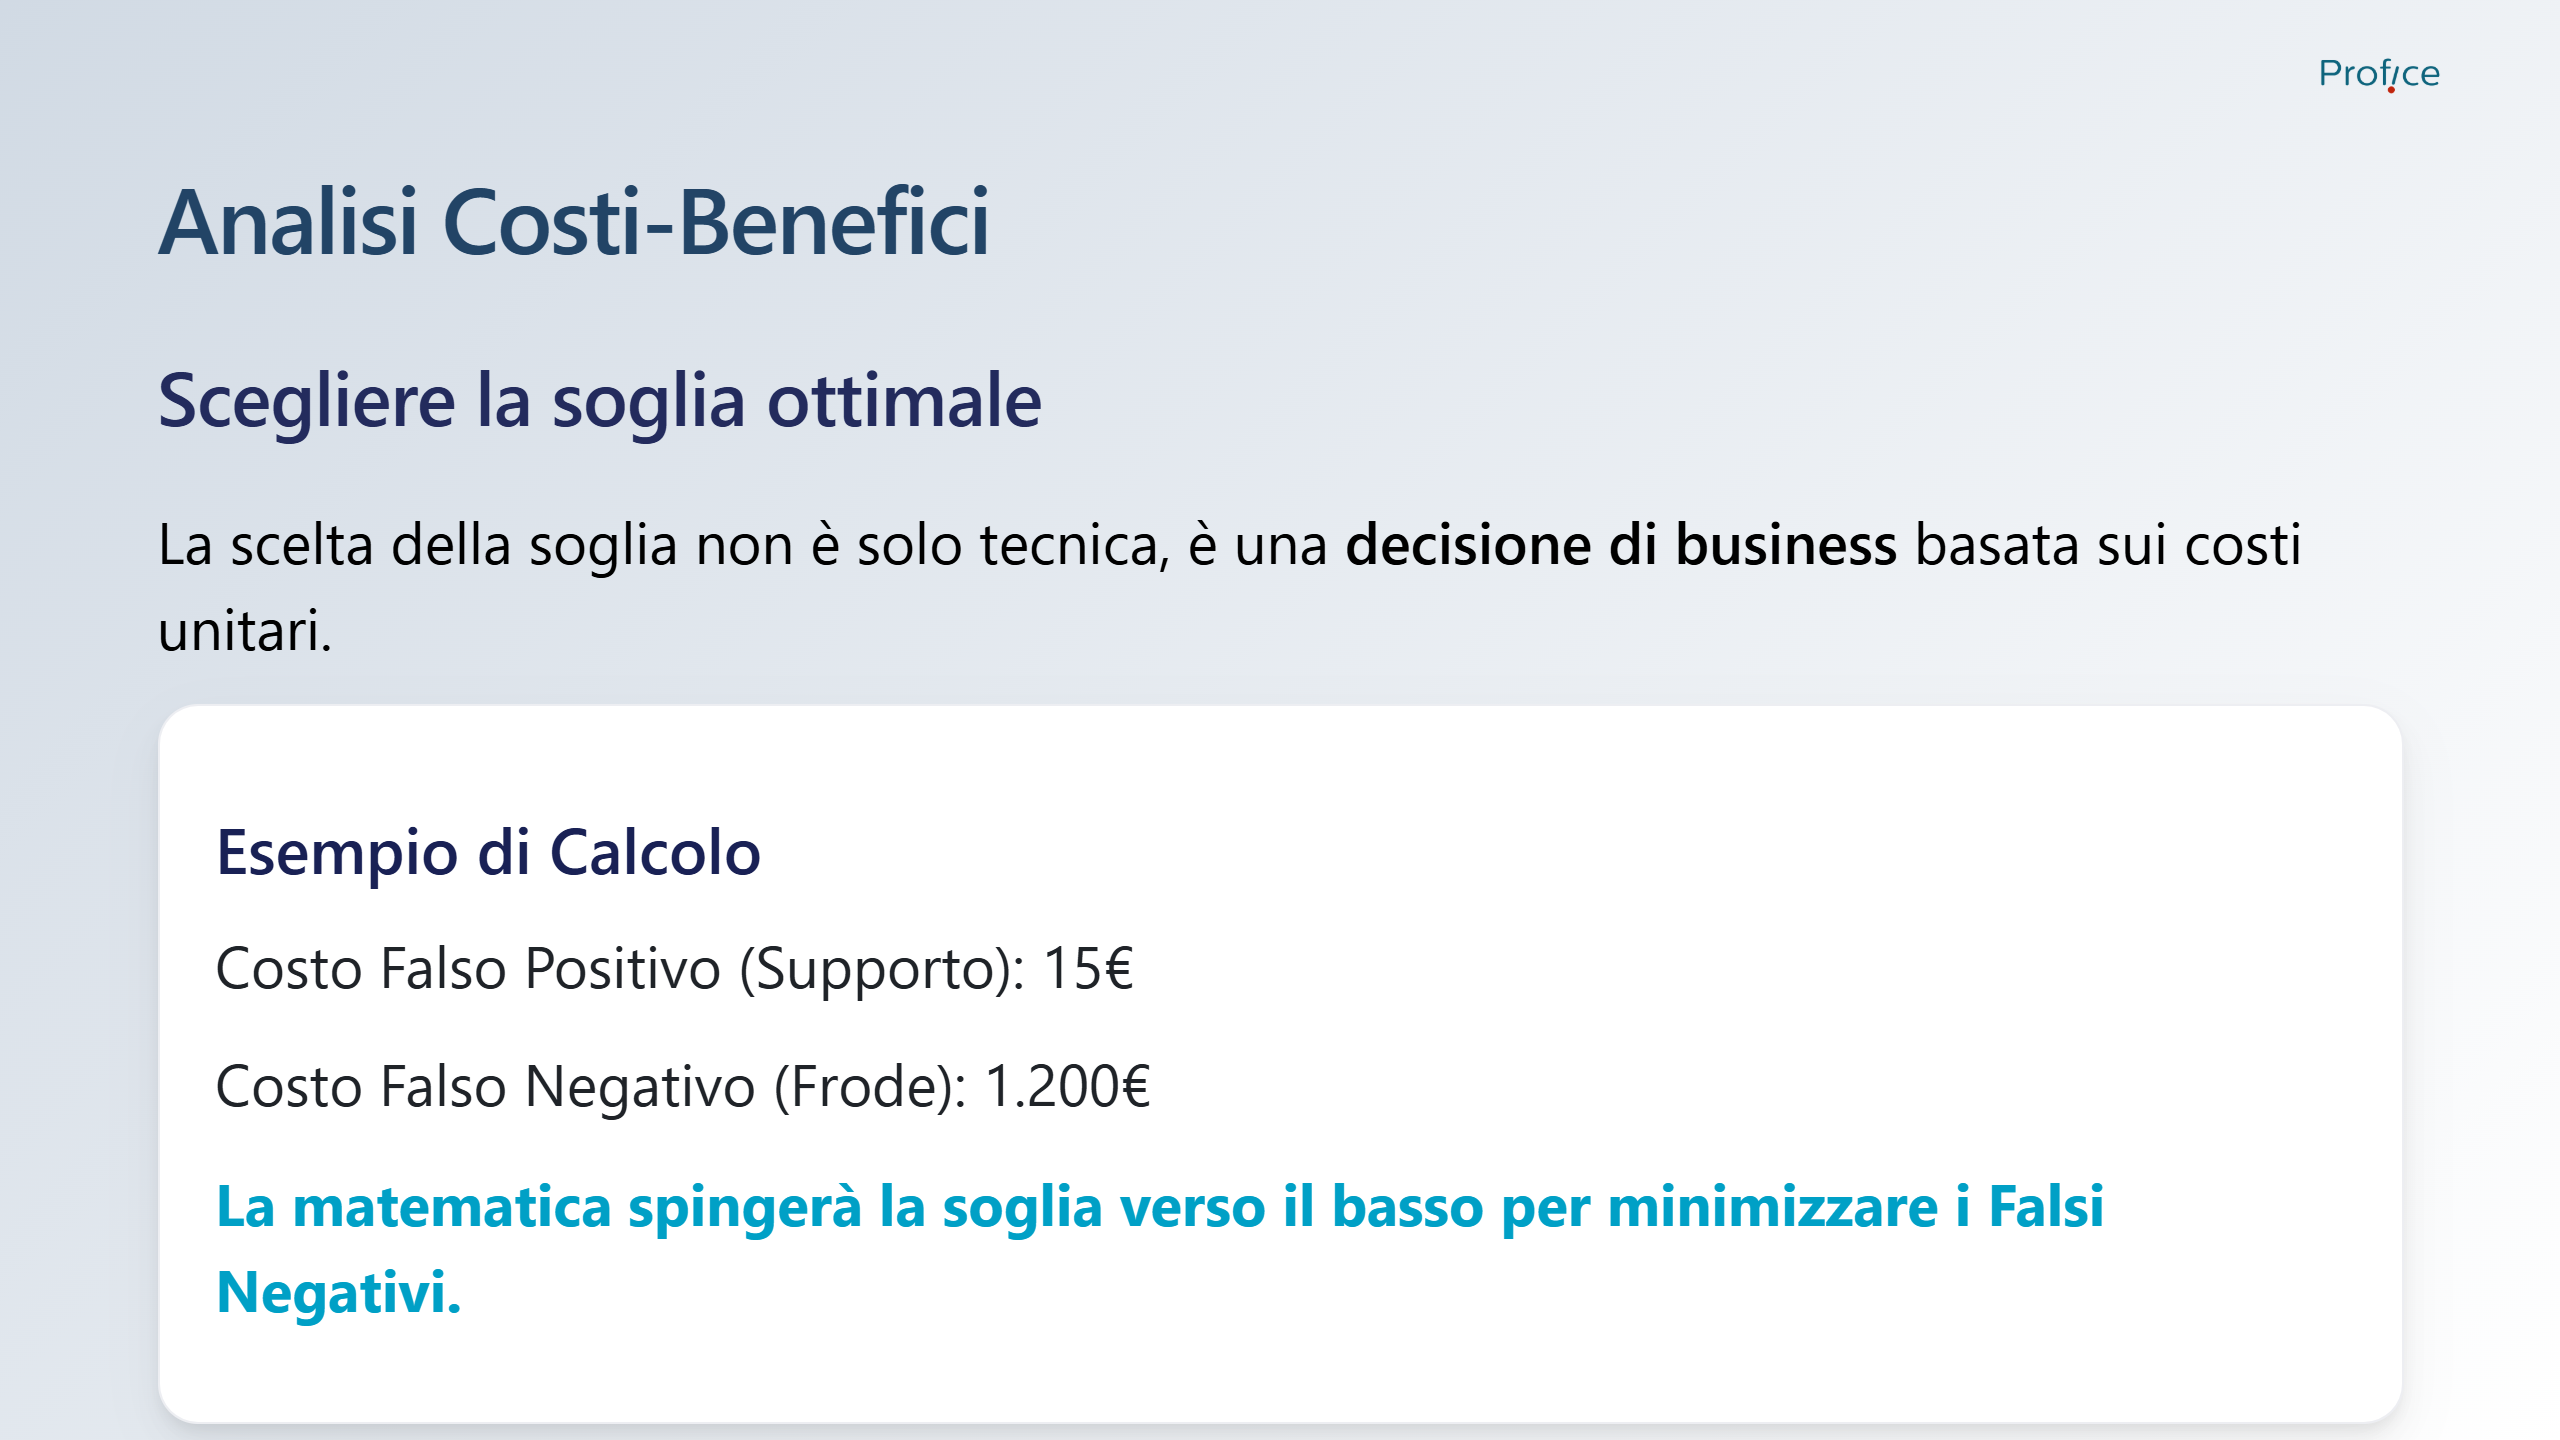 Profice
Analisi Costi-Benefici
Scegliere la soglia ottimale
La scelta della soglia non è solo tecnica, è una decisione di business basata sui costi
unitari.
Esempio di Calcolo
Costo Falso Positivo (Supporto): 15€
Costo Falso Negativo (Frode): 1.200€
La matematica spingerà la soglia verso il basso per minimizzare i Falsi
Negativi.